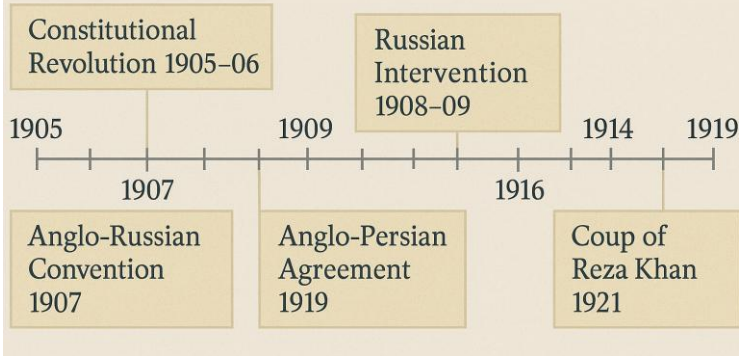 Constitutional
Revolution 1905–06
Russian
Intervention
1908–09
1905
1909
1914
1919
1907
1916
Anglo-Russian
Convention
1907
Anglo-Persian
Agreement
1919
Coup of
Reza Khan
1921